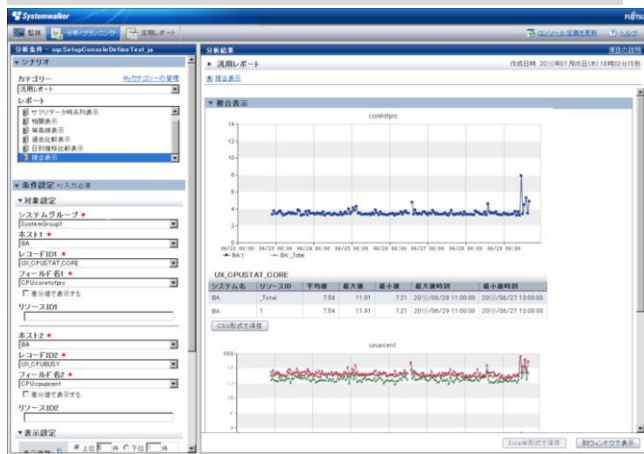 Systemwalker
監視
分析/プランニング
定期レポート
コンソール定義を更新
ヘルプ
分析条件 - sqcSetupConsoleDefineTest_ja
シナリオ
カテゴリー
Myカテゴリーの管理
汎用レポート
レポート
サマリデータ時系列表示
相関表示
等高線表示
過去比較表示
日別推移比較表示
複合表示
条件設定 *:入力必須
対象設定
システムグループ *
SystemGroup1
ホスト1 *
BA
レコードID1 *
UX_CPUSTAT_CORE
フィールド名1 *
CPUcoretotprc
差分値で表示する
リソースID1
ホスト2 *
BA
レコードID2 *
UX_CPUBUSY
フィールド名2 *
CPUcpupcent
差分値で表示する
リソースID2
表示設定
上位
件
下位
件
分析結果
項目の説明
汎用レポート
複合表示
複合表示
coretotprc
14
12
10
8
6
4
2
0
BA:1
BA:_Total
UX_CPUSTAT_CORE
システム名 リソースID 平均値 最大値 最小値 最大値時刻 最小値時刻
BA _Total 7.54 11.91 7.21
BA 1 7.54 11.91 7.21
CSV形式で保存
cpupcent
Excel形式で保存
別ウィンドウで表示